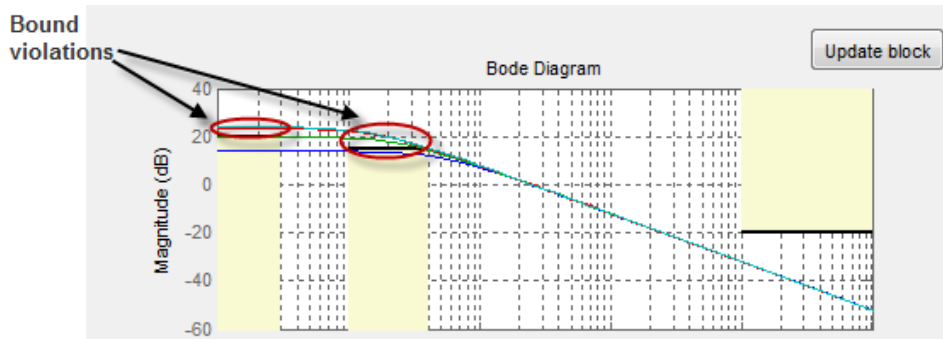 Bound
violations
Update block
Bode Diagram
Magnitude (dB)
40
20
0
-20
-40
-60